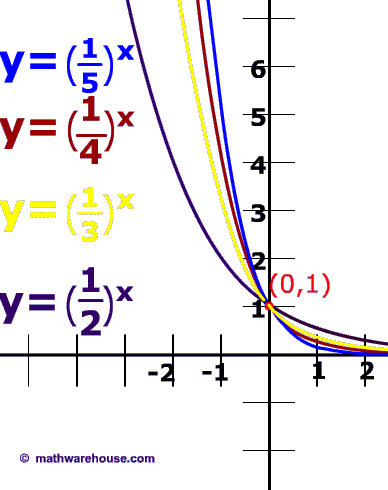 y=(1/5)^x
y=(1/4)^x
y=(1/3)^x
y=(1/2)^x
6
5
4
3
2
(0,1)
1
-2 -1 1 2
© mathwarehouse.com